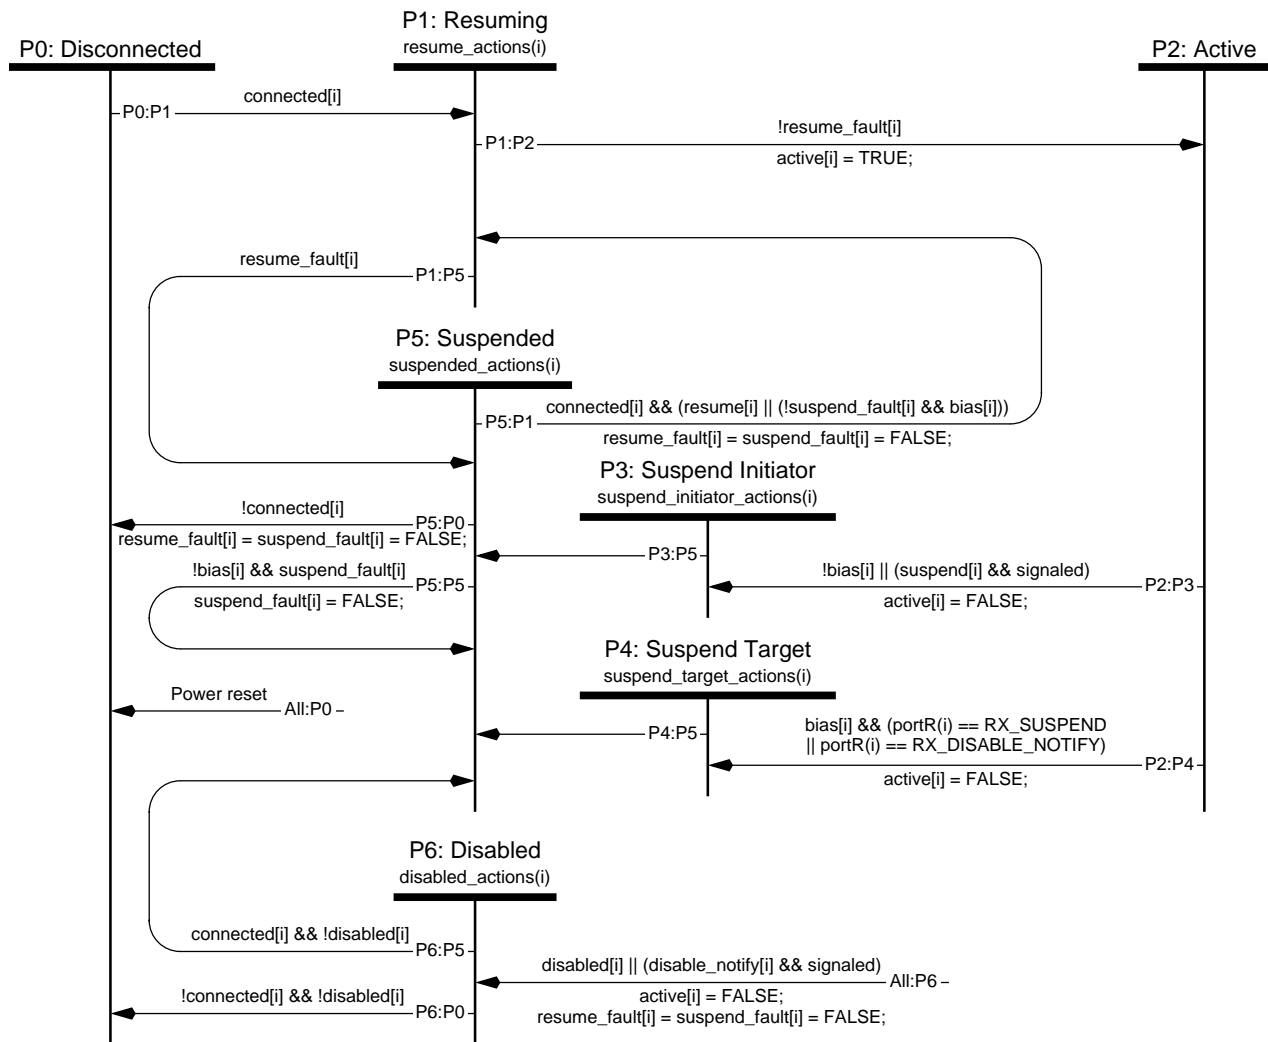 P1: Resuming
resume_actions(i)
P0: Disconnected
P2: Active
connected[i]
P0:P1
!resume_fault[i]
P1:P2
active[i] = TRUE;
resume_fault[i]
P1:P5
P5: Suspended
suspended_actions(i)
connected[i] && (resume[i] || (!suspend_fault[i] && bias[i]))
P5:P1
resume_fault[i] = suspend_fault[i] = FALSE;
P3: Suspend Initiator
suspend_initiator_actions(i)
!connected[i]
P5:P0
resume_fault[i] = suspend_fault[i] = FALSE;
P3:P5
!bias[i] && suspend_fault[i]
P5:P5
suspend_fault[i] = FALSE;
!bias[i] || (suspend[i] && signaled)
P2:P3
active[i] = FALSE;
P4: Suspend Target
suspend_target_actions(i)
Power reset
All:P0
P4:P5
bias[i] && (portR(i) == RX_SUSPEND
|| portR(i) == RX_DISABLE_NOTIFY)
P2:P4
active[i] = FALSE;
P6: Disabled
disabled_actions(i)
connected[i] && !disabled[i]
P6:P5
disabled[i] || (disable_notify[i] && signaled)
All:P6
active[i] = FALSE;
resume_fault[i] = suspend_fault[i] = FALSE;
!connected[i] && !disabled[i]
P6:P0